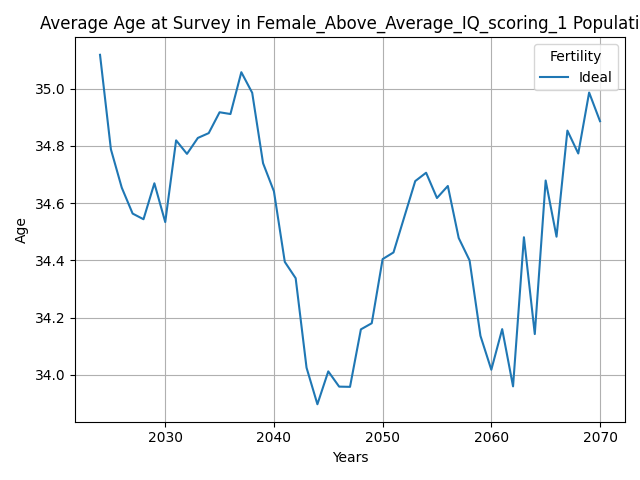 Average Age at Survey in Female_Above_Average_IQ_scoring_1 Populati
Fertility
Ideal
35.0
34.8
34.6
34.4
34.2
34.0
Age
2030 2040 2050 2060 2070
Years